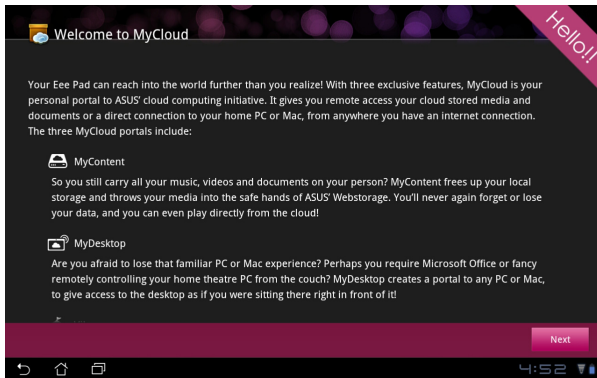 Welcome to MyCloud
Hello!!
Your Eee Pad can reach into the world further than you realize! With three exclusive features, MyCloud is your
personal portal to ASUS' cloud computing initiative. It gives you remote access your cloud stored media and
documents or a direct connection to your home PC or Mac, from anywhere you have an internet connection.
The three MyCloud portals include:
MyContent
So you still carry all your music, videos and documents on your person? MyContent frees up your local
storage and throws your media into the safe hands of ASUS' Webstorage. You'll never again forget or lose
your data, and you can even play directly from the cloud!
MyDesktop
Are you afraid to lose that familiar PC or Mac experience? Perhaps you require Microsoft Office or fancy
remotely controlling your home theatre PC from the couch? MyDesktop creates a portal to any PC or Mac,
to give access to the desktop as if you were sitting there right in front of it!
Next
4:52